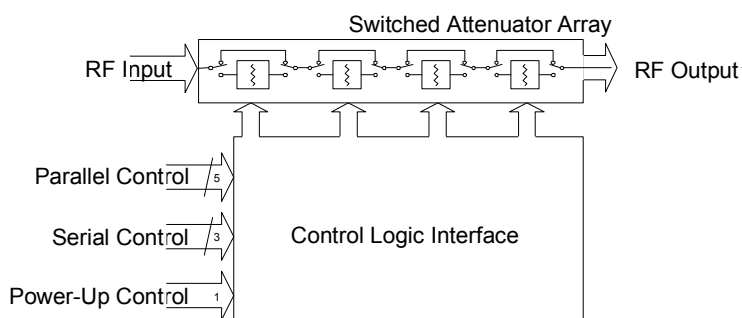 Switched Attenuator Array
RF Input
RF Output
Parallel Control
5
Serial Control
3
Control Logic Interface
Power-Up Control
1